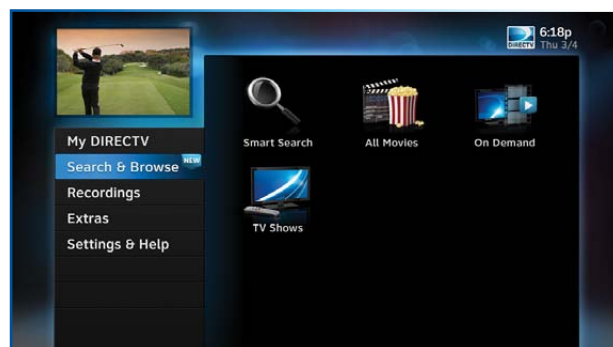 6:18p
DIRECTV Thu 3/4
My DIRECTV
Search & Browse NEW
Recordings
Extras
Settings & Help
Smart Search All Movies On Demand
TV Shows